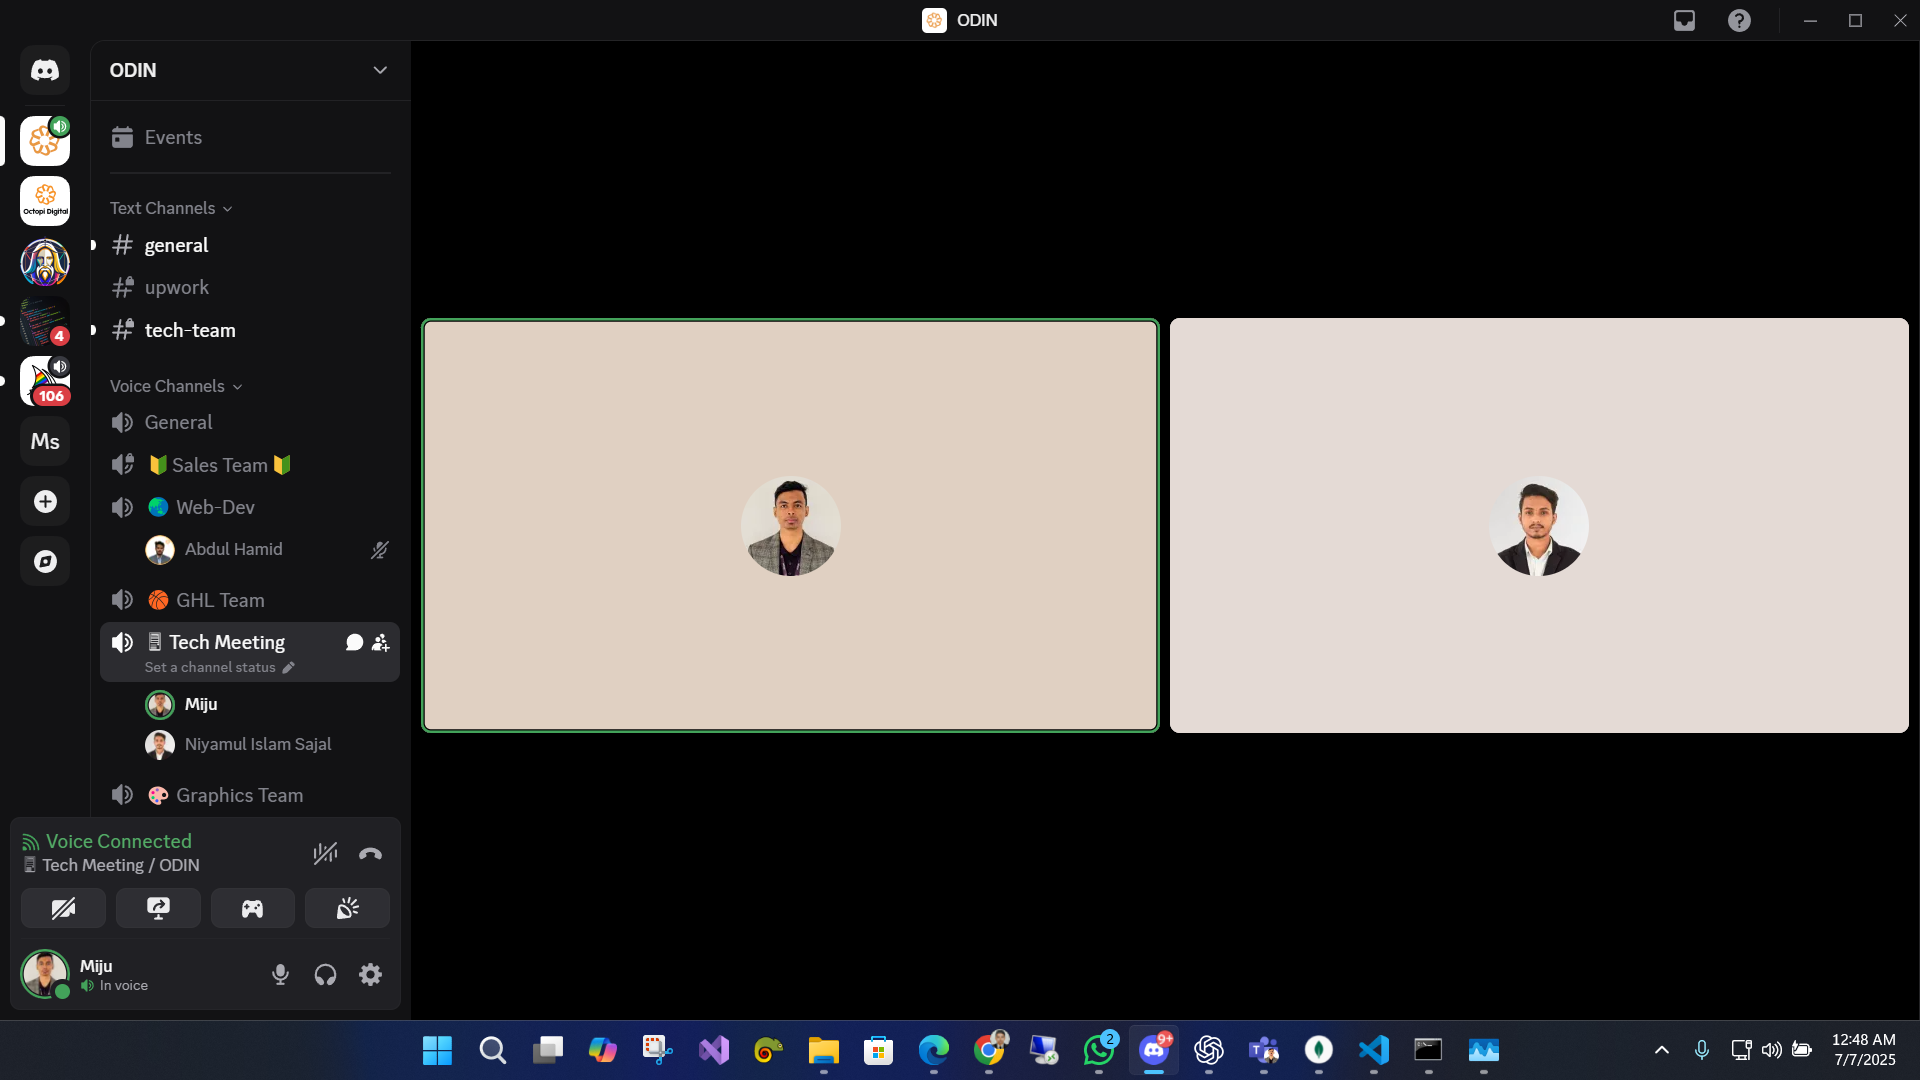 ODIN
ODIN
Events
Text Channels
general
upwork
tech-team
Voice Channels
General
Sales Team
Web-Dev
Abdul Hamid
GHL Team
Tech Meeting
Set a channel status
Miju
Niyamul Islam Sajal
Graphics Team
Voice Connected
Tech Meeting / ODIN
Miju
In voice
Octopi Digital
4
106
Ms
2
9+
12:48 AM
7/7/2025